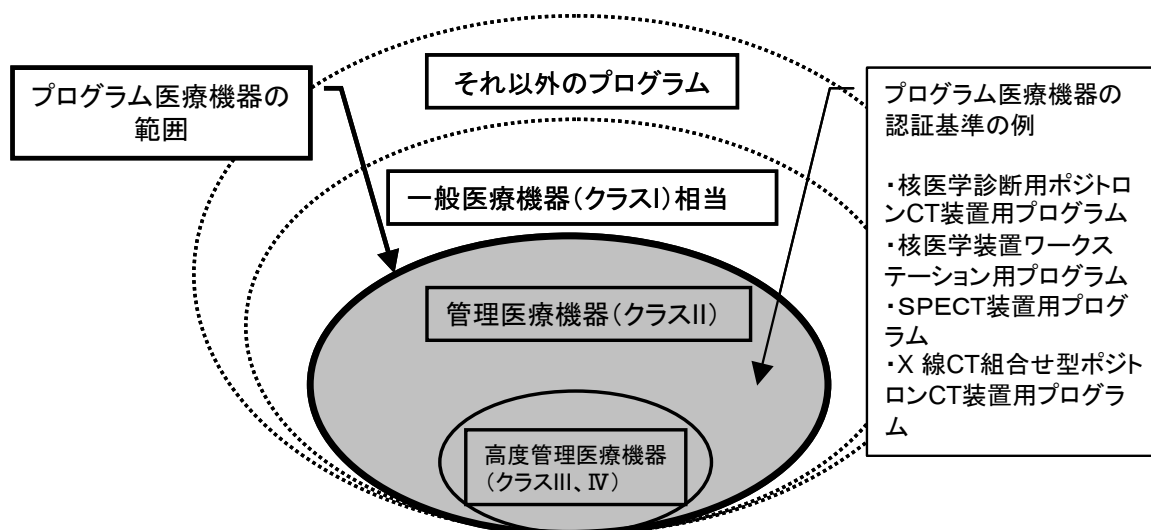 プログラム医療機器の
範囲
それ以外のプログラム
一般医療機器(クラスI)相当
管理医療機器(クラスII)
高度管理医療機器
(クラスIII、Ⅳ)
プログラム医療機器の
認証基準の例
・核医学診断用ポジトロ
ンCT装置用プログラム
・核医学装置ワークス
テーション用プログラム
・SPECT装置用プログ
ラム
・X 線CT組合せ型ポジト
ロンCT装置用プログラ
ム